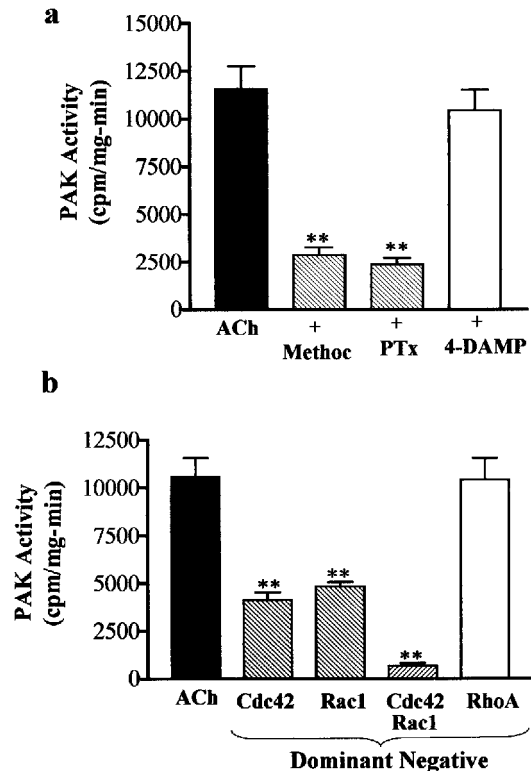 a
PAK Activity
(cpm/mg-min)
15000
12500
10000
7500
5000
2500
0
**
**
ACh
+
Methoc
+
PTx
+
4-DAMP
b
PAK Activity
(cpm/mg-min)
12500
10000
7500
5000
2500
0
**
**
**
ACh
Cdc42
Rac1
Cdc42
Rac1
RhoA
Dominant Negative